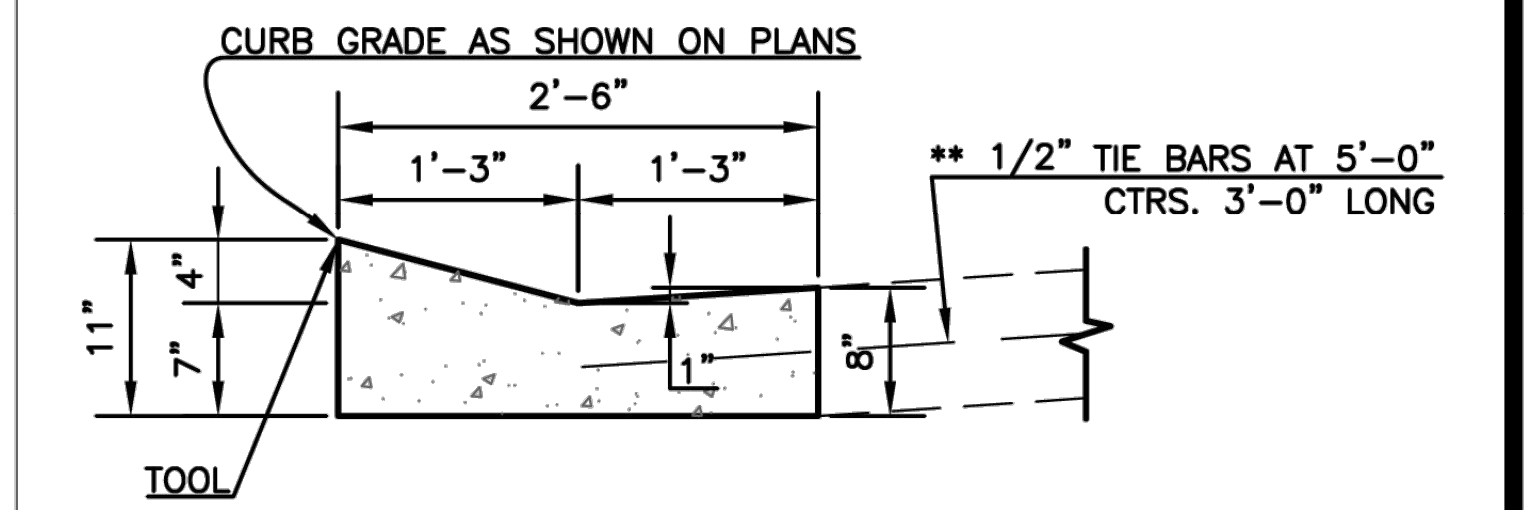 CURB GRADE AS SHOWN ON PLANS
2'-6"
1'-3" 1'-3"
** 1/2" TIE BARS AT 5'-0"
CTRS. 3'-0" LONG
4"
11"
7"
1"
8"
TOOL